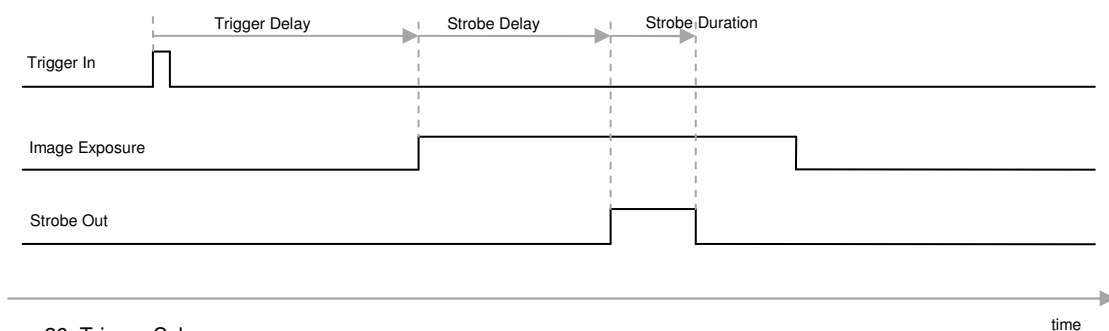 Trigger Delay
Strobe Delay
Strobe Duration
Trigger In
Image Exposure
Strobe Out
time